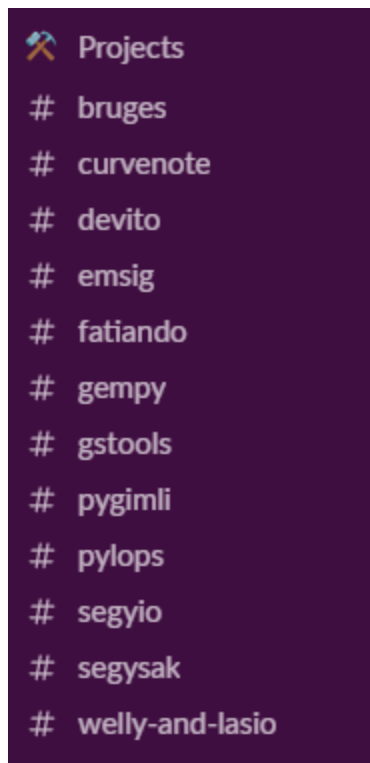 ⚒️ Projects
# bruges
# curvenote
# devito
# emsig
# fatiando
# gempy
# gstools
# pygimli
# pylops
# segyio
# segysak
# welly-and-lasio